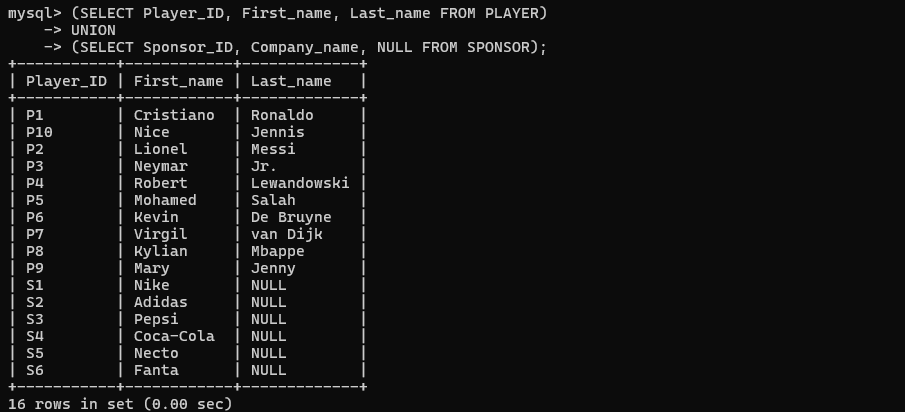 mysql> (SELECT Player_ID, First_name, Last_name FROM PLAYER)
    -> UNION
    -> (SELECT Sponsor_ID, Company_name, NULL FROM SPONSOR);
+-----------+------------+-------------+
| Player_ID | First_name | Last_name   |
+-----------+------------+-------------+
| P1        | Cristiano  | Ronaldo     |
| P10       | Nice       | Jennis      |
| P2        | Lionel     | Messi       |
| P3        | Neymar     | Jr.         |
| P4        | Robert     | Lewandowski |
| P5        | Mohamed    | Salah       |
| P6        | Kevin      | De Bruyne   |
| P7        | Virgil     | van Dijk    |
| P8        | Kylian     | Mbappe      |
| P9        | Mary       | Jenny       |
| S1        | Nike       | NULL        |
| S2        | Adidas     | NULL        |
| S3        | Pepsi      | NULL        |
| S4        | Coca-Cola  | NULL        |
| S5        | Necto      | NULL        |
| S6        | Fanta      | NULL        |
+-----------+------------+-------------+
16 rows in set (0.00 sec)